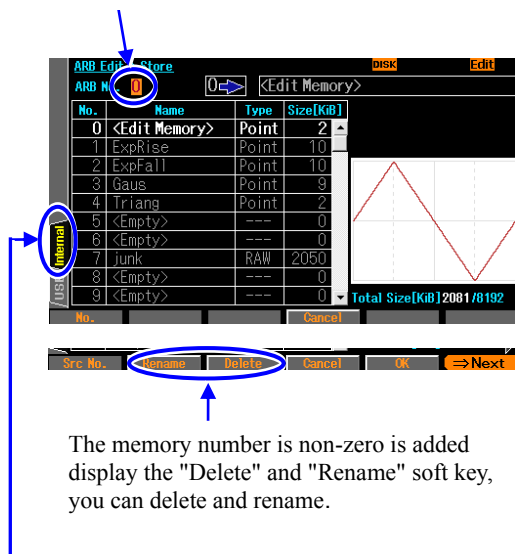 ARB Edit Store DISK Edit
ARB No. 0 0 <Edit Memory>
No. Name Type Size[KiB]
0 <Edit Memory> Point 2
1 ExpRise Point 10
2 ExpFall Point 10
3 Gaus Point 9
4 Triang Point 2
5 <Empty> --- 0
6 <Empty> --- 0
7 junk RAW 2050
8 <Empty> --- 0
9 <Empty> --- 0
Internal
/USB
Total Size[KiB] 2081/8192
No. Cancel
Src No. Rename Delete Cancel OK ⇒Next
The memory number is non-zero is added
display the "Delete" and "Rename" soft key,
you can delete and rename.